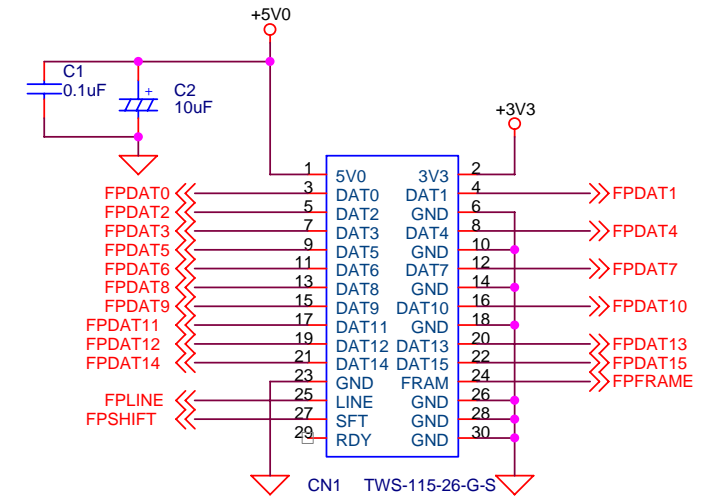 +5V0
C1
0.1uF
+
C2
10uF
+3V3
1 5V0 3V3 2
FPDAT0 3 DAT0 DAT1 4 FPDAT1
FPDAT2 5 DAT2 GND 6
FPDAT3 7 DAT3 DAT4 8 FPDAT4
FPDAT5 9 DAT5 GND 10
FPDAT6 11 DAT6 DAT7 12 FPDAT7
FPDAT8 13 DAT8 GND 14
FPDAT9 15 DAT9 DAT10 16 FPDAT10
FPDAT11 17 DAT11 GND 18
FPDAT12 19 DAT12 DAT13 20 FPDAT13
FPDAT14 21 DAT14 DAT15 22 FPDAT15
23 GND FRAM 24 FPFRAME
FPLINE 25 LINE GND 26
FPSHIFT 27 SFT GND 28
29 RDY GND 30
CN1 TWS-115-26-G-S